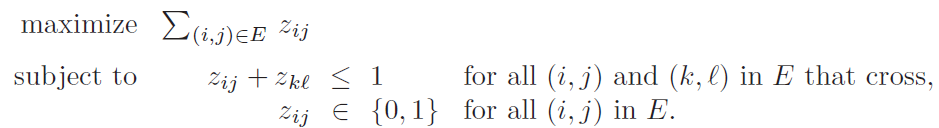 maximize ∑_{(i,j)∈E} z_{ij}
subject to z_{ij} + z_{kℓ} ≤ 1 for all (i, j) and (k, ℓ) in E that cross,
z_{ij} ∈ {0, 1} for all (i, j) in E.